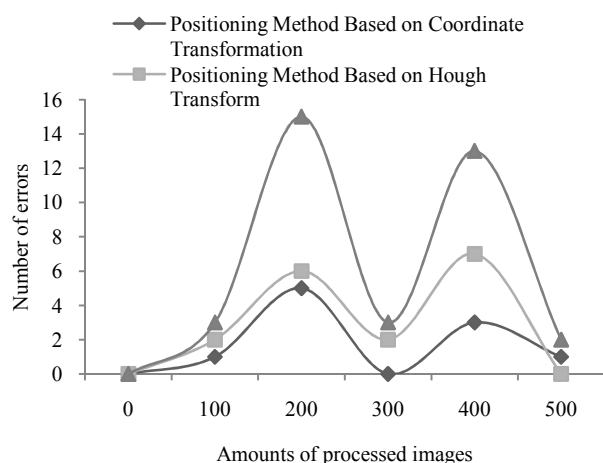 Positioning Method Based on Coordinate
Transformation
Positioning Method Based on Hough
Transform
16
14
12
10
8
6
4
2
0
Number of errors
0 100 200 300 400 500
Amounts of processed images